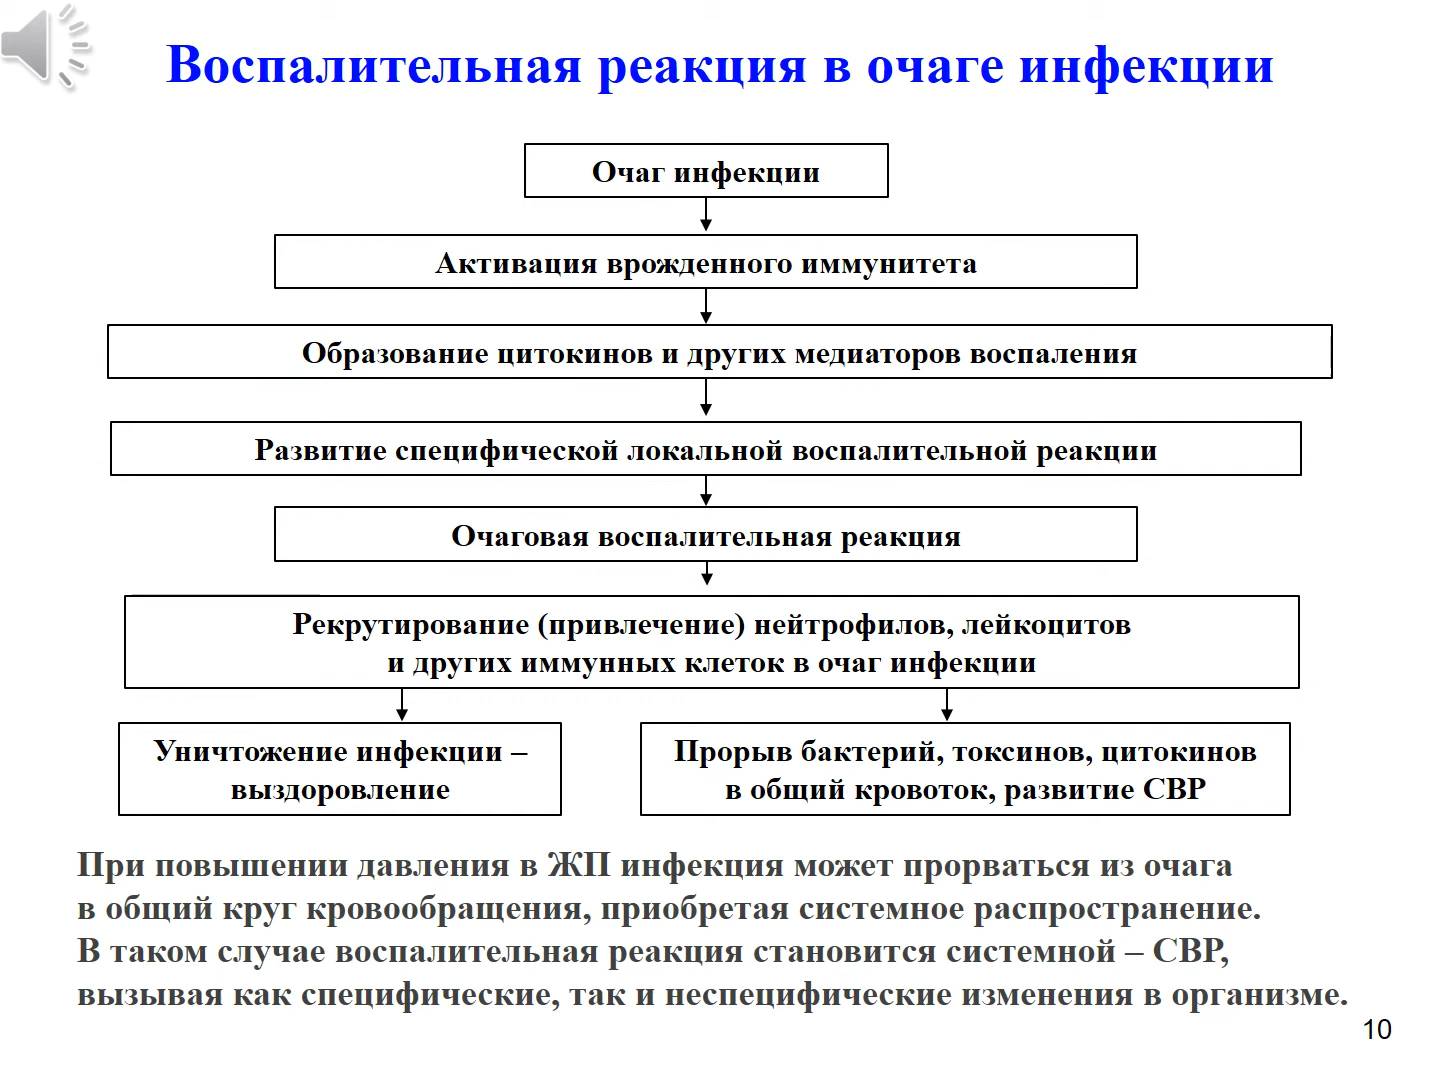 Воспалительная реакция в очаге инфекции
Очаг инфекции
Активация врожденного иммунитета
Образование цитокинов и других медиаторов воспаления
Развитие специфической локальной воспалительной реакции
Очаговая воспалительная реакция
Рекрутирование (привлечение) нейтрофилов, лейкоцитов
и других иммунных клеток в очаг инфекции
Уничтожение инфекции –
выздоровление
Прорыв бактерий, токсинов, цитокинов
в общий кровоток, развитие СВР
При повышении давления в ЖП инфекция может прорваться из очага
в общий круг кровообращения, приобретая системное распространение.
В таком случае воспалительная реакция становится системной – СВР,
вызывая как специфические, так и неспецифические изменения в организме.
10